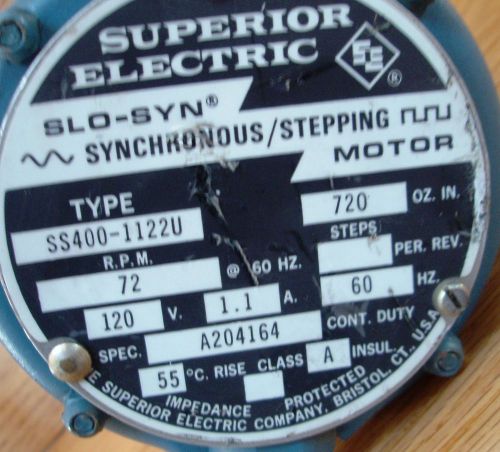 SUPERIOR
ELECTRIC
SE ®
SLO-SYN®
SYNCHRONOUS/STEPPING
MOTOR
TYPE
SS400-1122U
720 OZ. IN.
R.P.M.
STEPS
72 @ 60 HZ.
PER. REV.
120 V. 1.1 A. 60 HZ.
SPEC. A204164 CONT. DUTY
55 °C. RISE CLASS A INSUL.
IMPEDANCE PROTECTED
SUPERIOR ELECTRIC COMPANY, BRISTOL, CT., U.S.A.